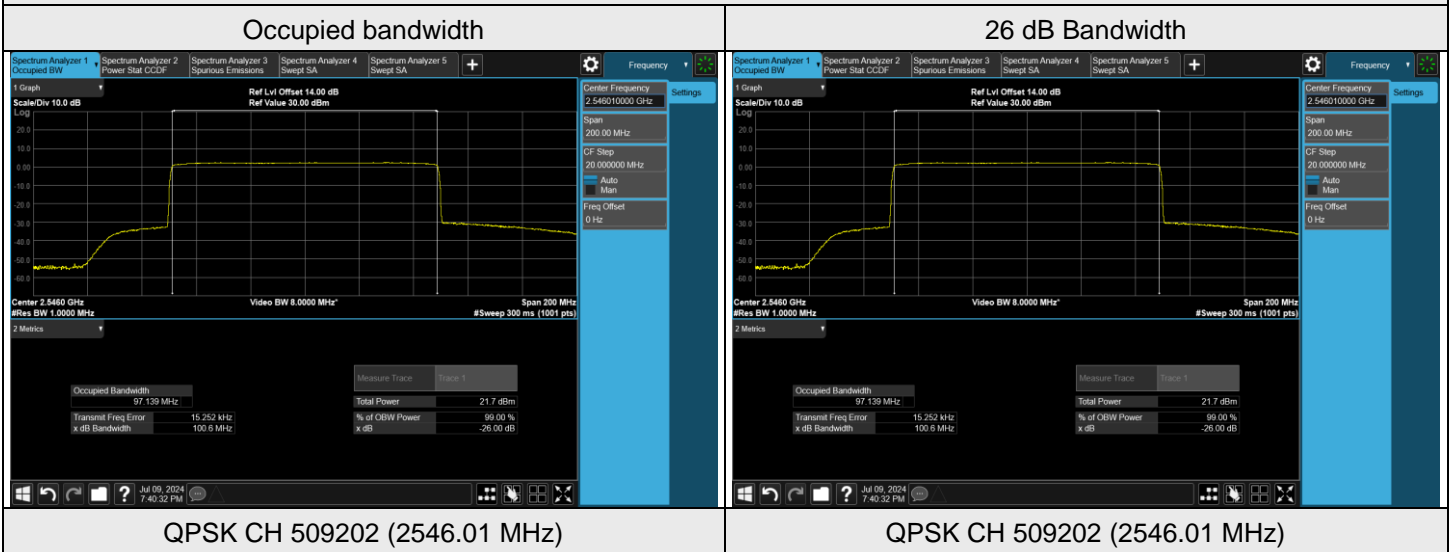 Occupied bandwidth
26 dB Bandwidth
Spectrum Analyzer 1
Occupied BW
Spectrum Analyzer 2
Power Stat CCDF
Spectrum Analyzer 3
Spurious Emissions
Spectrum Analyzer 4
Swept SA
Spectrum Analyzer 5
Swept SA
+
Frequency
1 Graph
Scale/Div 10.0 dB
Ref Lvl Offset 14.00 dB
Ref Value 30.00 dBm
Log
20.0
10.0
0.00
-10.0
-20.0
-30.0
-40.0
-50.0
-60.0
Center 2.5460 GHz
#Res BW 1.0000 MHz
Video BW 8.0000 MHz*
Span 200 MHz
#Sweep 300 ms (1001 pts)
Center Frequency
2.546010000 GHz
Settings
Span
200.00 MHz
CF Step
20.000000 MHz
Auto
Man
Freq Offset
0 Hz
2 Metrics
Measure Trace Trace 1
Occupied Bandwidth
97.139 MHz
Total Power 21.7 dBm
Transmit Freq Error 15.252 kHz
% of OBW Power 99.00 %
x dB Bandwidth 100.6 MHz
x dB -26.00 dB
?
Jul 09, 2024
7:40:32 PM
Spectrum Analyzer 1
Occupied BW
Spectrum Analyzer 2
Power Stat CCDF
Spectrum Analyzer 3
Spurious Emissions
Spectrum Analyzer 4
Swept SA
Spectrum Analyzer 5
Swept SA
+
Frequency
1 Graph
Scale/Div 10.0 dB
Ref Lvl Offset 14.00 dB
Ref Value 30.00 dBm
Log
20.0
10.0
0.00
-10.0
-20.0
-30.0
-40.0
-50.0
-60.0
Center 2.5460 GHz
#Res BW 1.0000 MHz
Video BW 8.0000 MHz*
Span 200 MHz
#Sweep 300 ms (1001 pts)
Center Frequency
2.546010000 GHz
Settings
Span
200.00 MHz
CF Step
20.000000 MHz
Auto
Man
Freq Offset
0 Hz
2 Metrics
Measure Trace Trace 1
Occupied Bandwidth
97.139 MHz
Total Power 21.7 dBm
Transmit Freq Error 15.252 kHz
% of OBW Power 99.00 %
x dB Bandwidth 100.6 MHz
x dB -26.00 dB
?
Jul 09, 2024
7:40:32 PM
QPSK CH 509202 (2546.01 MHz)
QPSK CH 509202 (2546.01 MHz)